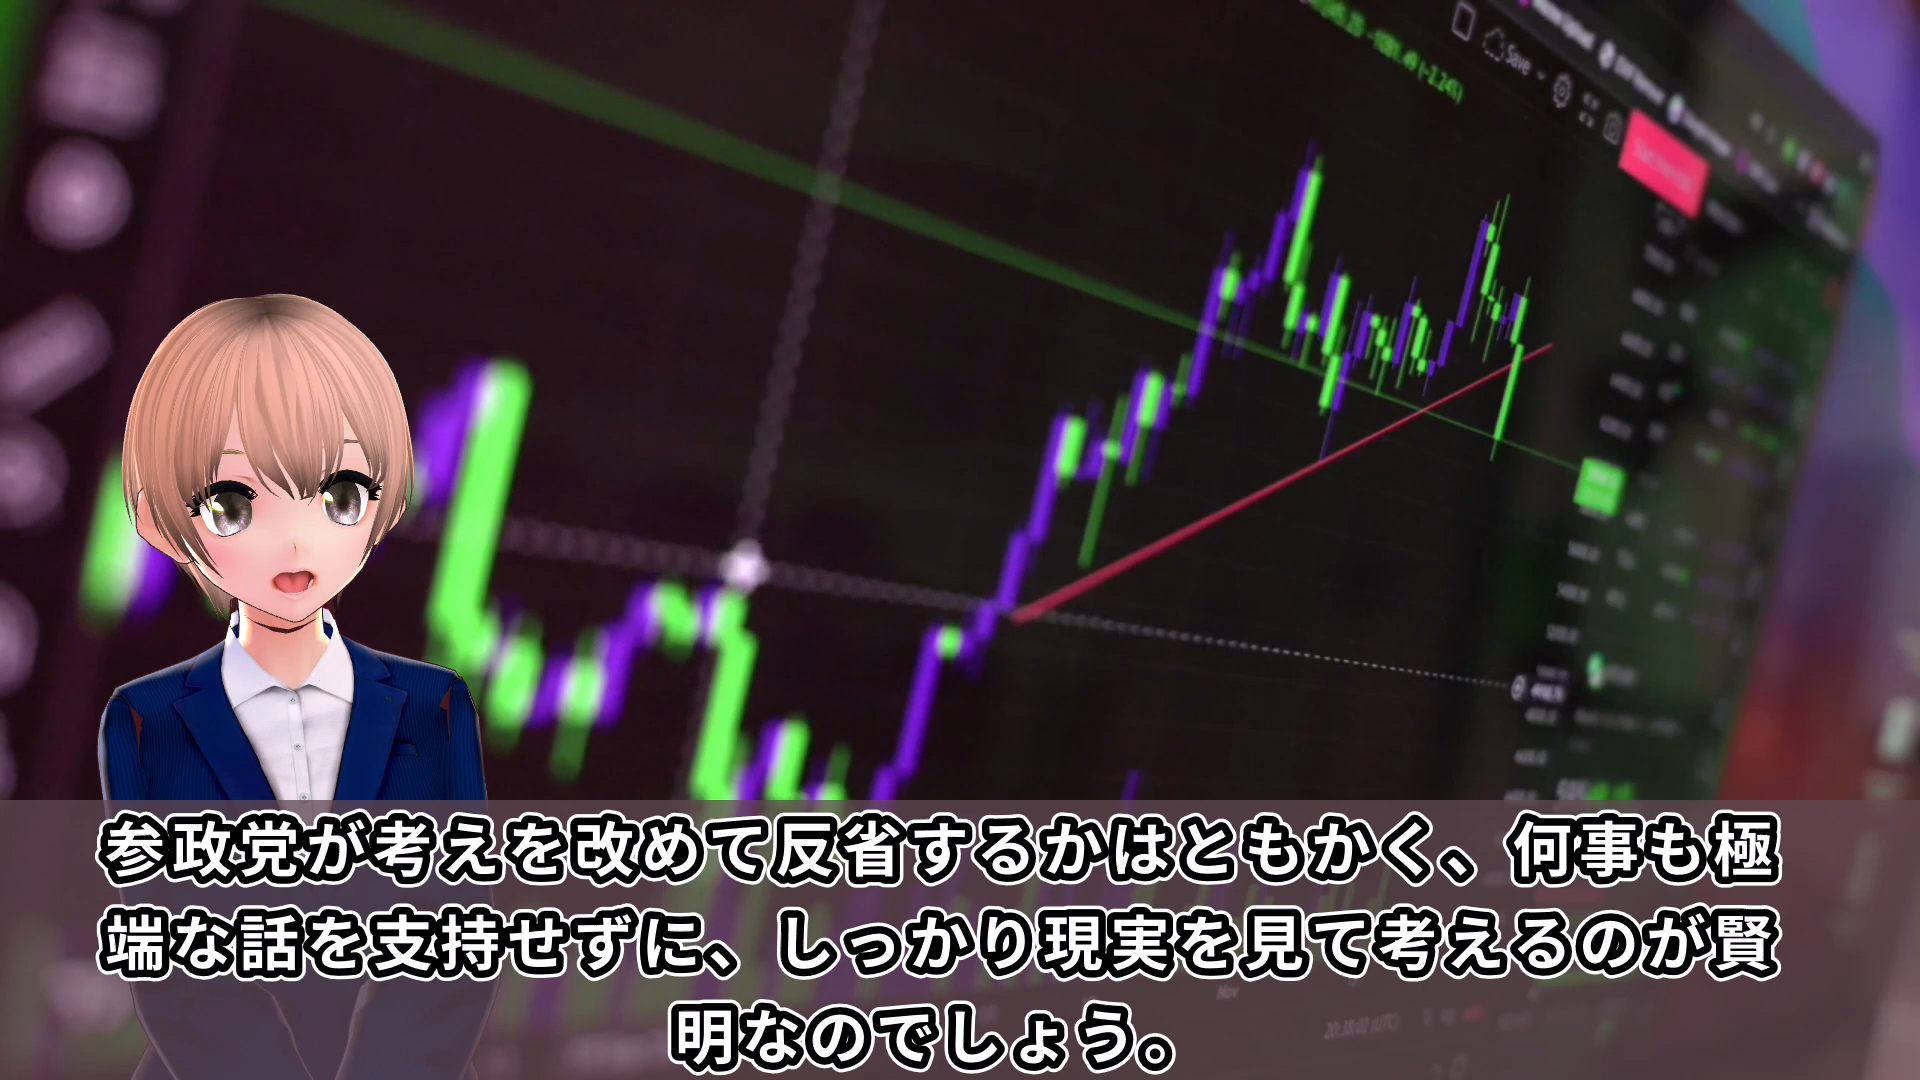 Save
参政党が考えを改めて反省するかはともかく、何事も極
端な話を支持せずに、しっかり現実を見て考えるのが賢
明なのでしょう。